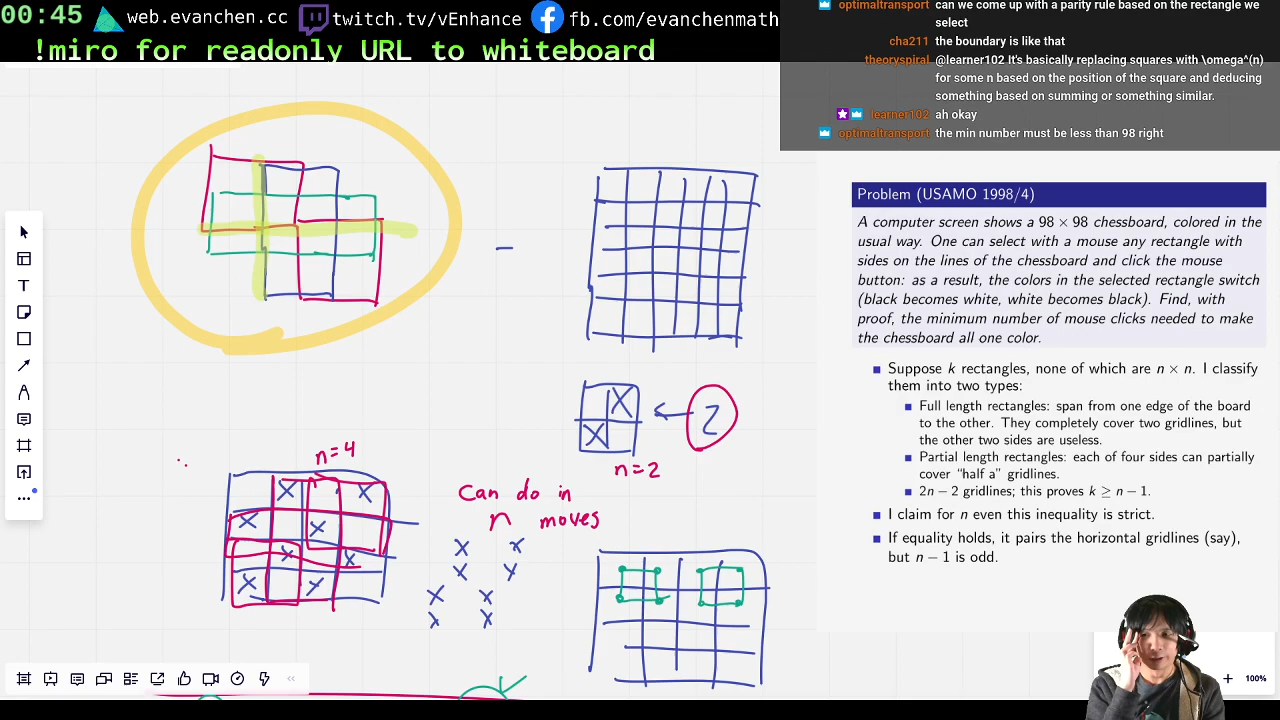 00:45
web.evanchen.cc
twitch.tv/vEnhance
fb.com/evanchenmath
!miro for readonly URL to whiteboard
optimaltransport can we come up with a parity rule based on the rectangle we
select
cha211 the boundary is like that
theoryspiral @learner102 It's basically replacing squares with \omega^(n)
for some n based on the position of the square and deducing
something based on summing or something similar.
learner102 ah okay
optimaltransport the min number must be less than 98 right
Problem (USAMO 1998/4)
A computer screen shows a 98 × 98 chessboard, colored in the
usual way. One can select with a mouse any rectangle with
sides on the lines of the chessboard and click the mouse
button: as a result, the colors in the selected rectangle switch
(black becomes white, white becomes black). Find, with
proof, the minimum number of mouse clicks needed to make
the chessboard all one color.
Suppose k rectangles, none of which are n × n. I classify
them into two types:
Full length rectangles: span from one edge of the board
to the other. They completely cover two gridlines, but
the other two sides are useless.
Partial length rectangles: each of four sides can partially
cover “half a” gridlines.
2n − 2 gridlines; this proves k ≥ n − 1.
I claim for n even this inequality is strict.
If equality holds, it pairs the horizontal gridlines (say),
but n − 1 is odd.
X
X
2
n=2
n=4
X X
X X
X X
X X
Can do in
n moves
X X
X X
X X
X X
100%